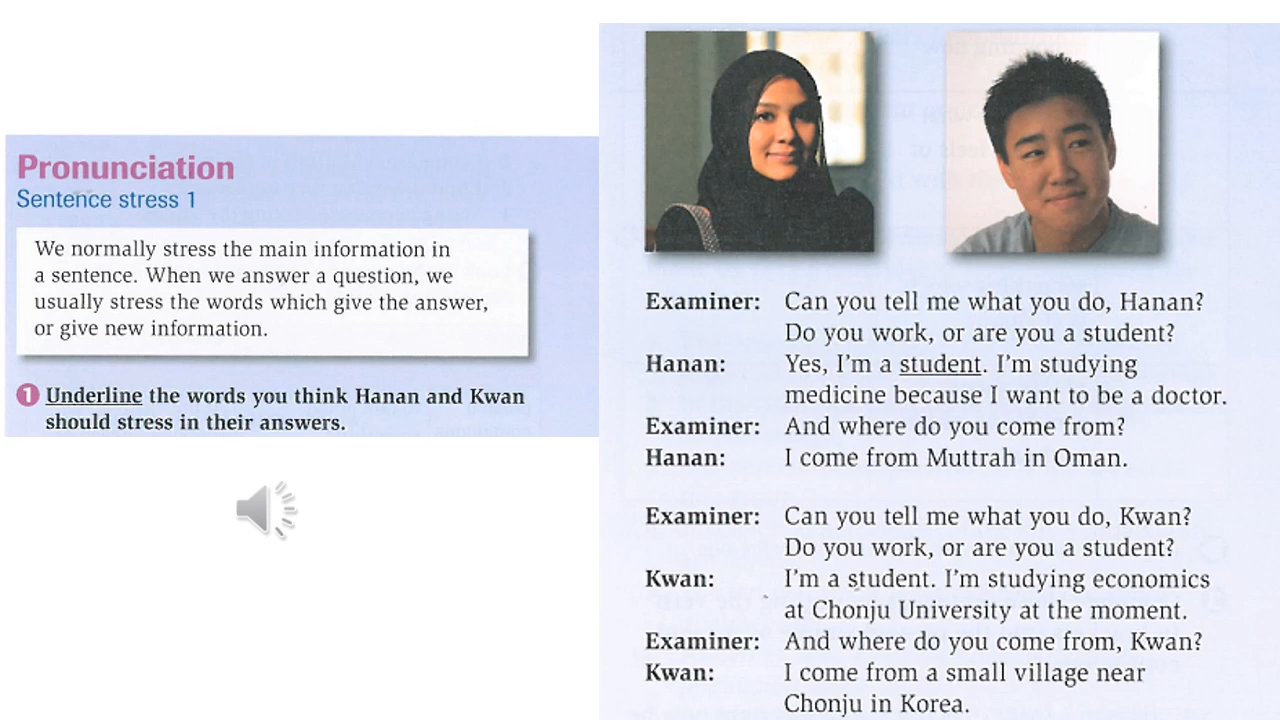 Pronunciation
Sentence stress 1
We normally stress the main information in
a sentence. When we answer a question, we
usually stress the words which give the answer,
or give new information.
1 Underline the words you think Hanan and Kwan
should stress in their answers.
Examiner: Can you tell me what you do, Hanan?
Do you work, or are you a student?
Hanan: Yes, I'm a student. I'm studying
medicine because I want to be a doctor.
Examiner: And where do you come from?
Hanan: I come from Muttrah in Oman.
Examiner: Can you tell me what you do, Kwan?
Do you work, or are you a student?
Kwan: I'm a student. I'm studying economics
at Chonju University at the moment.
Examiner: And where do you come from, Kwan?
Kwan: I come from a small village near
Chonju in Korea.